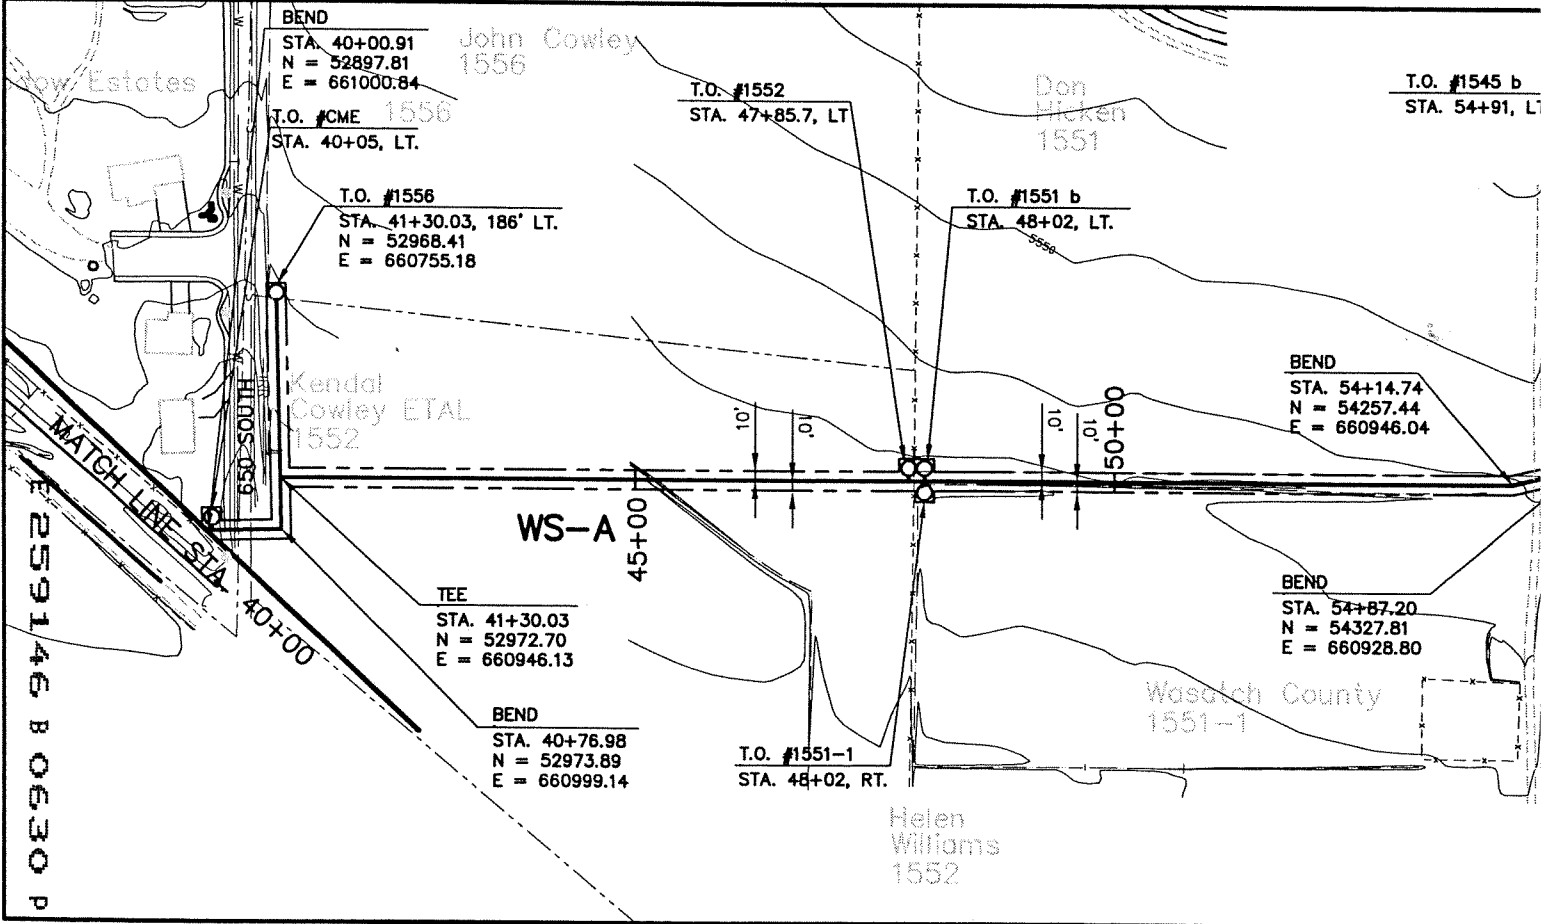 BEND
STA. 40+00.91
N = 52897.81
E = 661000.84
T.O. #CME
STA. 40+05, LT.
John Cowley
1556
Estates
1556
T.O. #1556
STA. 41+30.03, 186' LT.
N = 52968.41
E = 660755.18
T.O. #1552
STA. 47+85.7, LT
Don
Hicken
1551
T.O. #1545 b
STA. 54+91, LT
T.O. #1551 b
STA. 48+02, LT.
5550
Kendal
Cowley ETAL
1552
650 SOUTH
MATCH LINE STA
40+00
10'
10'
10'
10'
50+00
BEND
STA. 54+14.74
N = 54257.44
E = 660946.04
WS-A
45+00
TEE
STA. 41+30.03
N = 52972.70
E = 660946.13
BEND
STA. 40+76.98
N = 52973.89
E = 660999.14
T.O. #1551-1
STA. 48+02, RT.
BEND
STA. 54+87.20
N = 54327.81
E = 660928.80
Wasatch County
1551-1
Helen
Williams
1552
E 259146 B 0630 P